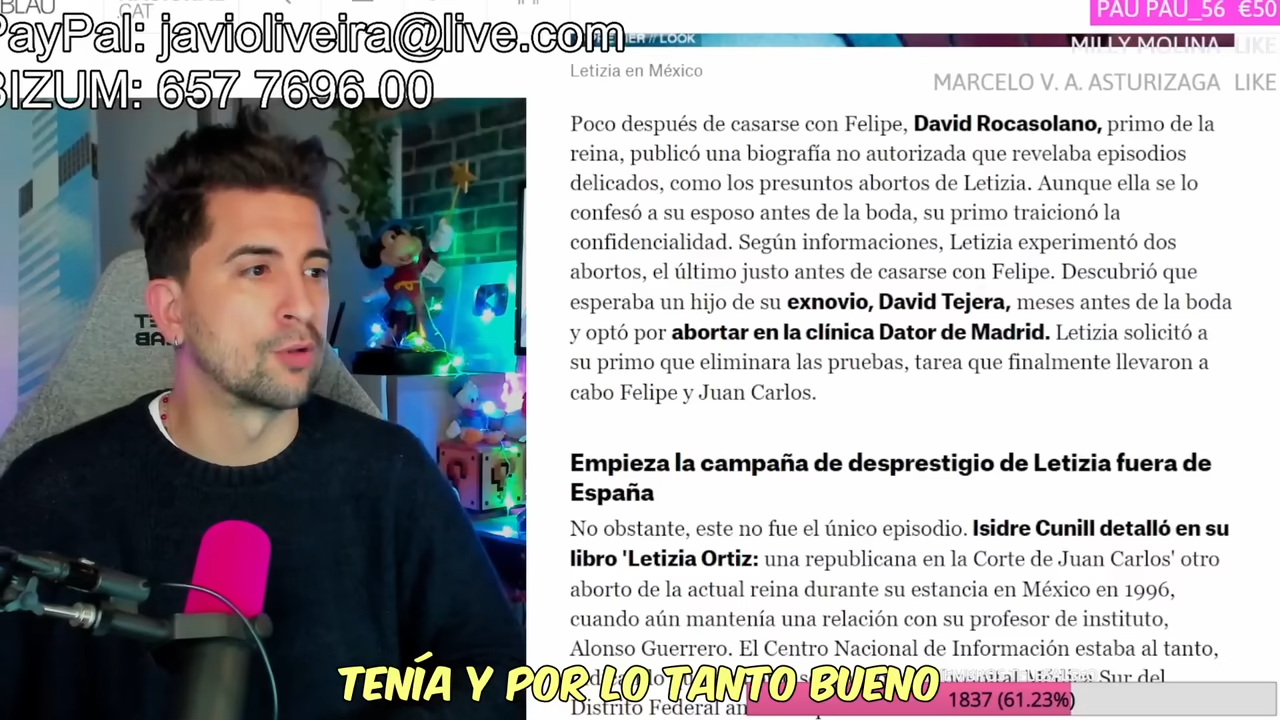 BLAU
CAT
PayPal: javioliveira@live.com
BIZUM: 657 7696 00
PAU PAU_56 €50
MILLY MOLINA LIKE
MARCELO V. A. ASTURIZAGA LIKE
// LOOK
Letizia en México
Poco después de casarse con Felipe, David Rocasolano, primo de la
reina, publicó una biografía no autorizada que revelaba episodios
delicados, como los presuntos abortos de Letizia. Aunque ella se lo
confesó a su esposo antes de la boda, su primo traicionó la
confidencialidad. Según informaciones, Letizia experimentó dos
abortos, el último justo antes de casarse con Felipe. Descubrió que
esperaba un hijo de su exnovio, David Tejera, meses antes de la boda
y optó por abortar en la clínica Dator de Madrid. Letizia solicitó a
su primo que eliminara las pruebas, tarea que finalmente llevaron a
cabo Felipe y Juan Carlos.
Empieza la campaña de desprestigio de Letizia fuera de
España
No obstante, este no fue el único episodio. Isidre Cunill detalló en su
libro 'Letizia Ortiz: una republicana en la Corte de Juan Carlos' otro
aborto de la actual reina durante su estancia en México en 1996,
cuando aún mantenía una relación con su profesor de instituto,
Alonso Guerrero. El Centro Nacional de Información estaba al tanto,
Sur del
Distrito Federal
TENÍA Y POR LO TANTO BUENO
1837 (61.23%)